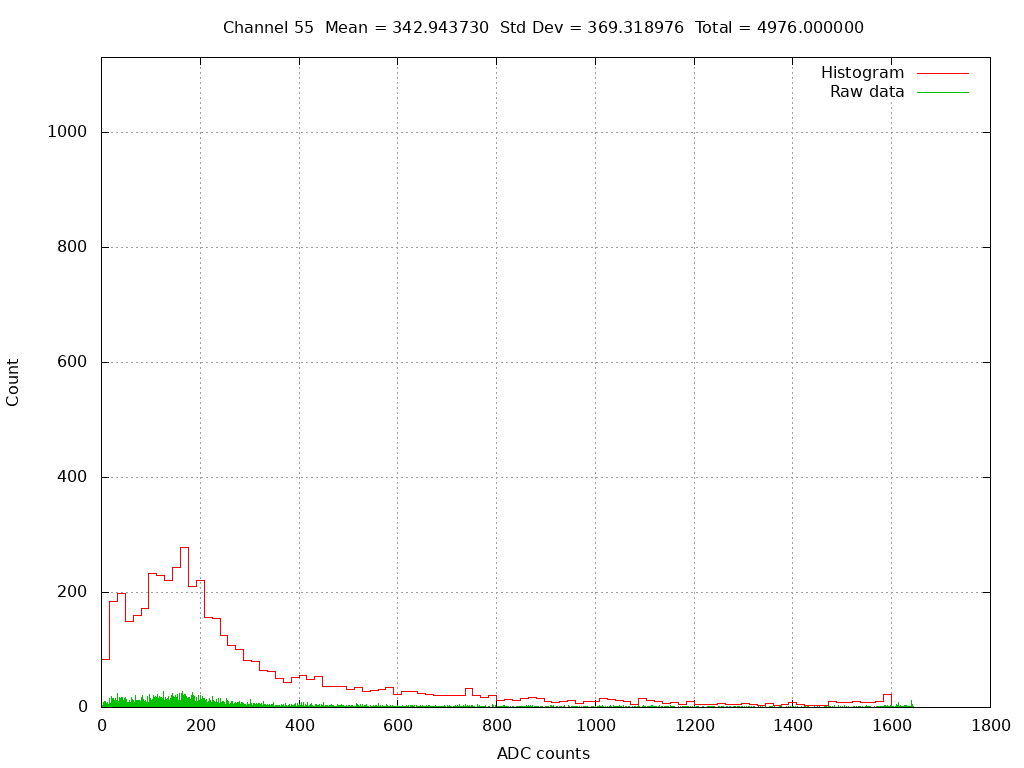 Channel 55  Mean = 342.943730  Std Dev = 369.318976  Total = 4976.000000
Histogram
Raw data
1000
800
600
400
200
0
Count
0 200 400 600 800 1000 1200 1400 1600 1800
ADC counts